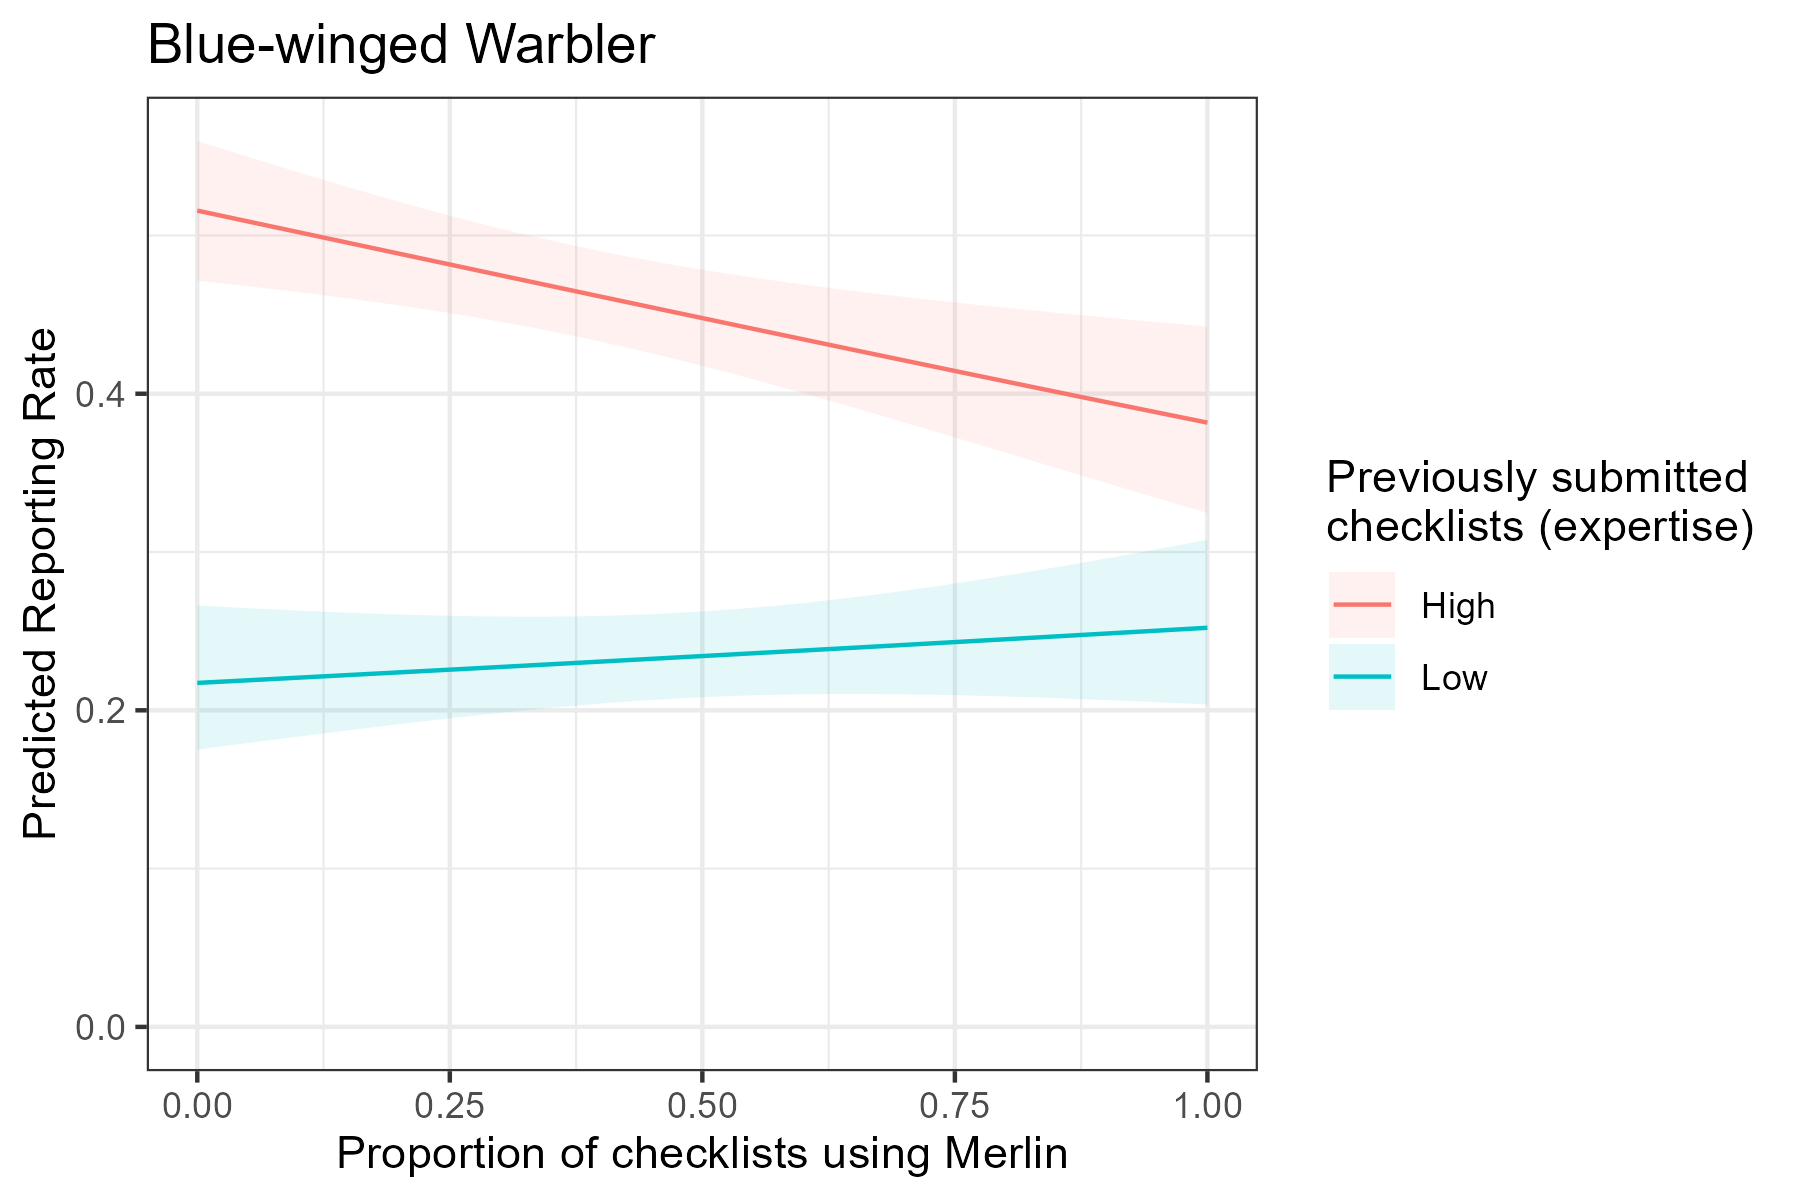 Blue-winged Warbler
Predicted Reporting Rate
0.4
0.2
0.0
0.00 0.25 0.50 0.75 1.00
Proportion of checklists using Merlin
Previously submitted
checklists (expertise)
High
Low